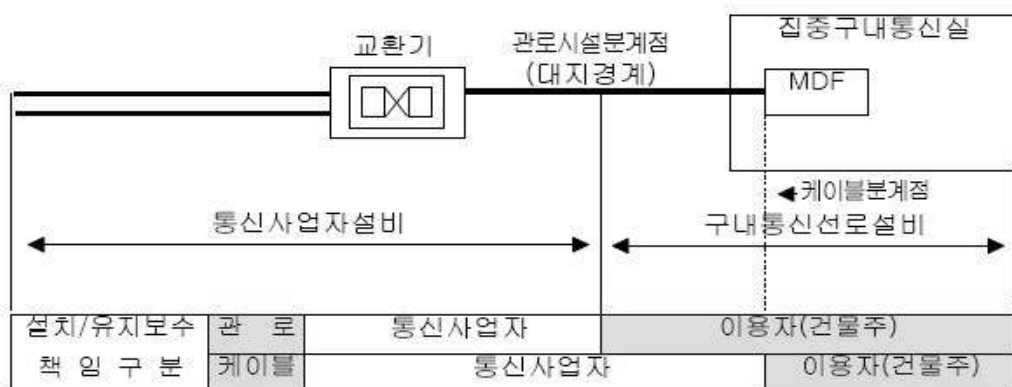 집중구내통신실
교환기
관로시설분계점
(대지경계)
MDF
◀케이블분계점
통신사업자설비
구내통신선로설비
설치/유지보수 관 로 통신사업자 이용자(건물주)
책 임 구 분 케이블 통신사업자 이용자(건물주)